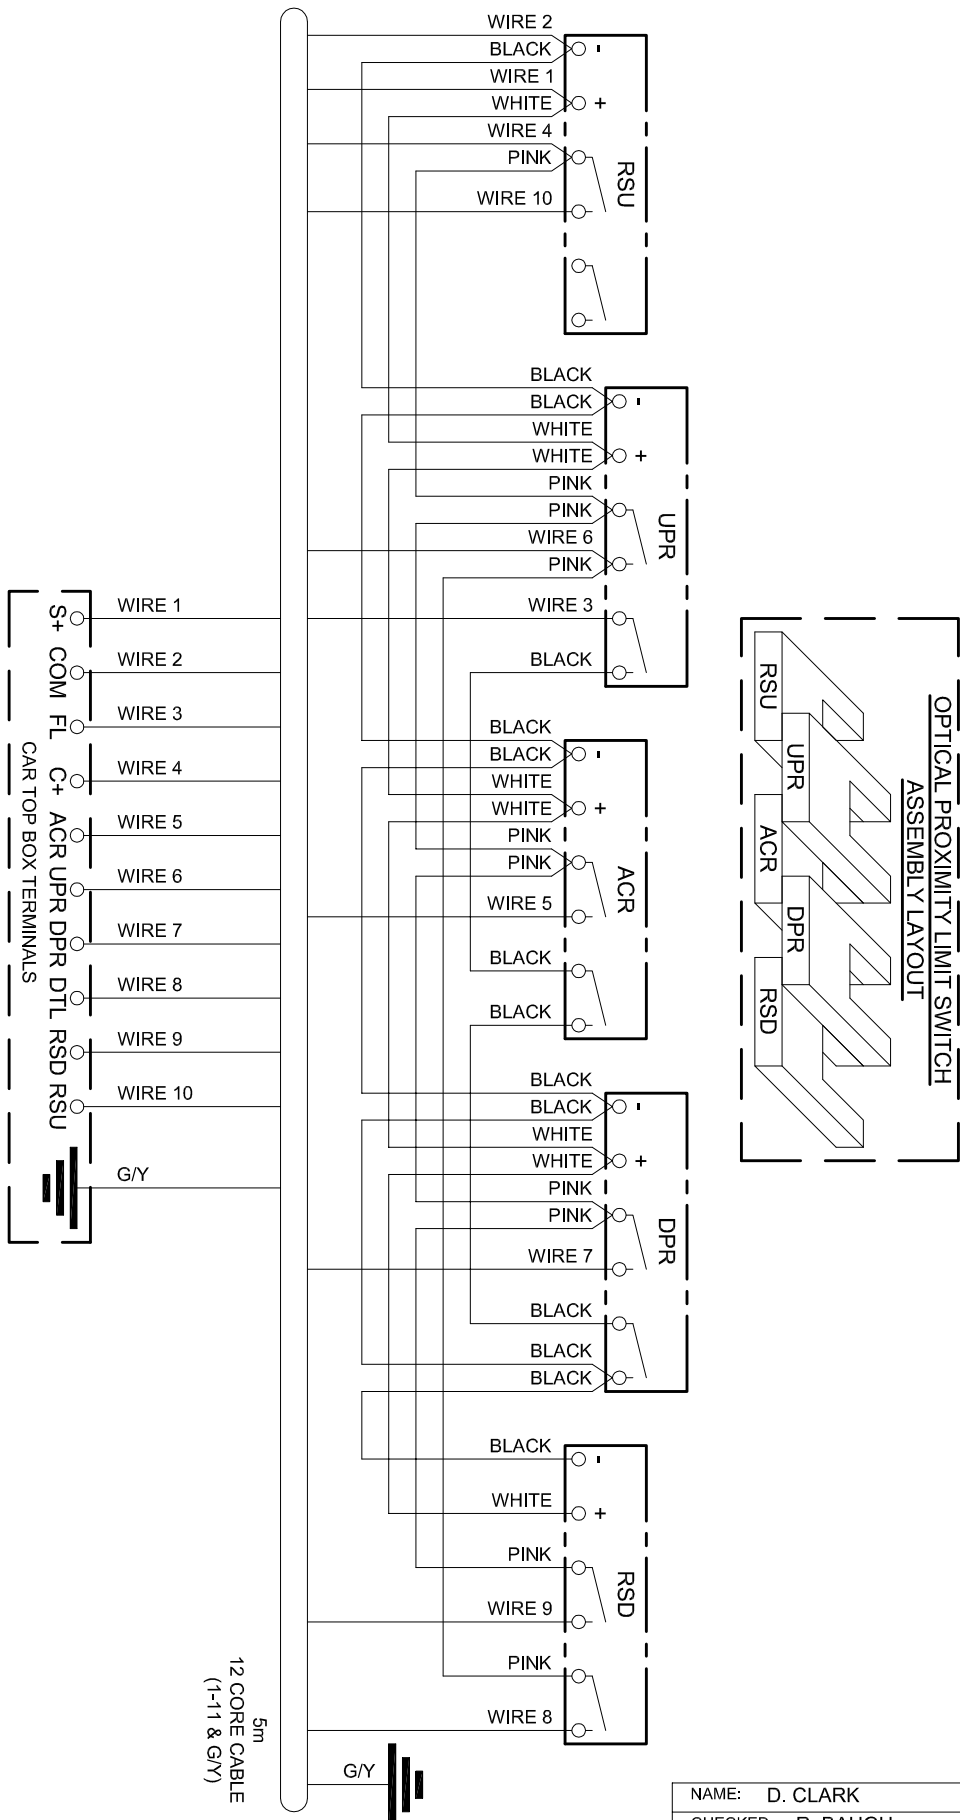 WIRE 2
BLACK
-
WIRE 1
WHITE
+
WIRE 4
PINK
WIRE 10
RSU
BLACK
BLACK
-
WHITE
WHITE
+
PINK
PINK
WIRE 6
PINK
WIRE 3
BLACK
UPR
BLACK
BLACK
-
WHITE
WHITE
+
PINK
PINK
WIRE 5
BLACK
BLACK
ACR
BLACK
BLACK
-
WHITE
WHITE
+
PINK
PINK
WIRE 7
BLACK
BLACK
BLACK
DPR
BLACK
-
WHITE
+
PINK
WIRE 9
PINK
WIRE 8
RSD
G/Y
OPTICAL PROXIMITY LIMIT SWITCH
ASSEMBLY LAYOUT
RSU
UPR
ACR
DPR
RSD
WIRE 1
WIRE 2
WIRE 3
WIRE 4
WIRE 5
WIRE 6
WIRE 7
WIRE 8
WIRE 9
WIRE 10
G/Y
S+ COM FL C+ ACR UPR DPR DTL RSD RSU
CAR TOP BOX TERMINALS
5m
12 CORE CABLE
(1-11 & G/Y)
NAME: D. CLARK